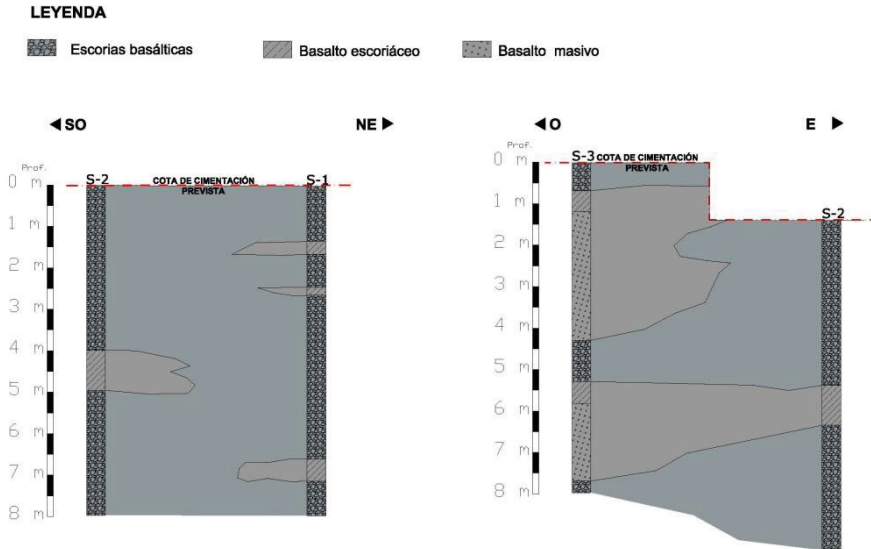 LEYENDA
Escorias basálticas
Basalto escoriáceo
Basalto masivo
SO
NE
Prof.
S-2
COTA DE CIMENTACIÓN
PREVISTA
S-1
0 m
1 m
2 m
3 m
4 m
5 m
6 m
7 m
8 m
O
E
Prof.
S-3
COTA DE CIMENTACIÓN
PREVISTA
S-2
0 m
1 m
2 m
3 m
4 m
5 m
6 m
7 m
8 m